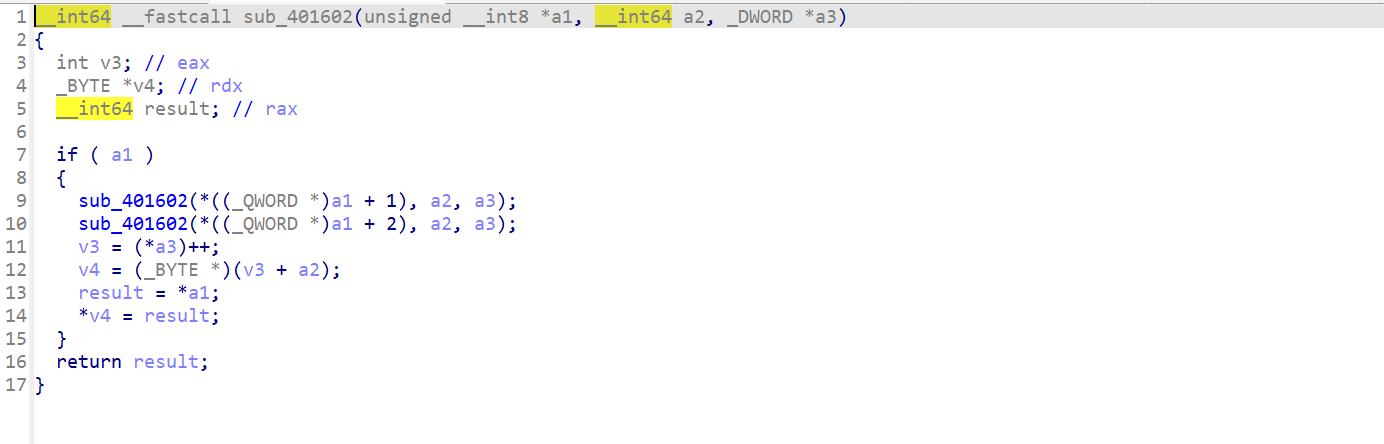 1 __int64 __fastcall sub_401602(unsigned __int8 *a1, __int64 a2, _DWORD *a3)
2 {
3   int v3; // eax
4   _BYTE *v4; // rdx
5   __int64 result; // rax
6
7   if ( a1 )
8   {
9     sub_401602(*((_QWORD *)a1 + 1), a2, a3);
10     sub_401602(*((_QWORD *)a1 + 2), a2, a3);
11     v3 = (*a3)++;
12     v4 = (_BYTE *)(v3 + a2);
13     result = *a1;
14     *v4 = result;
15   }
16   return result;
17 }